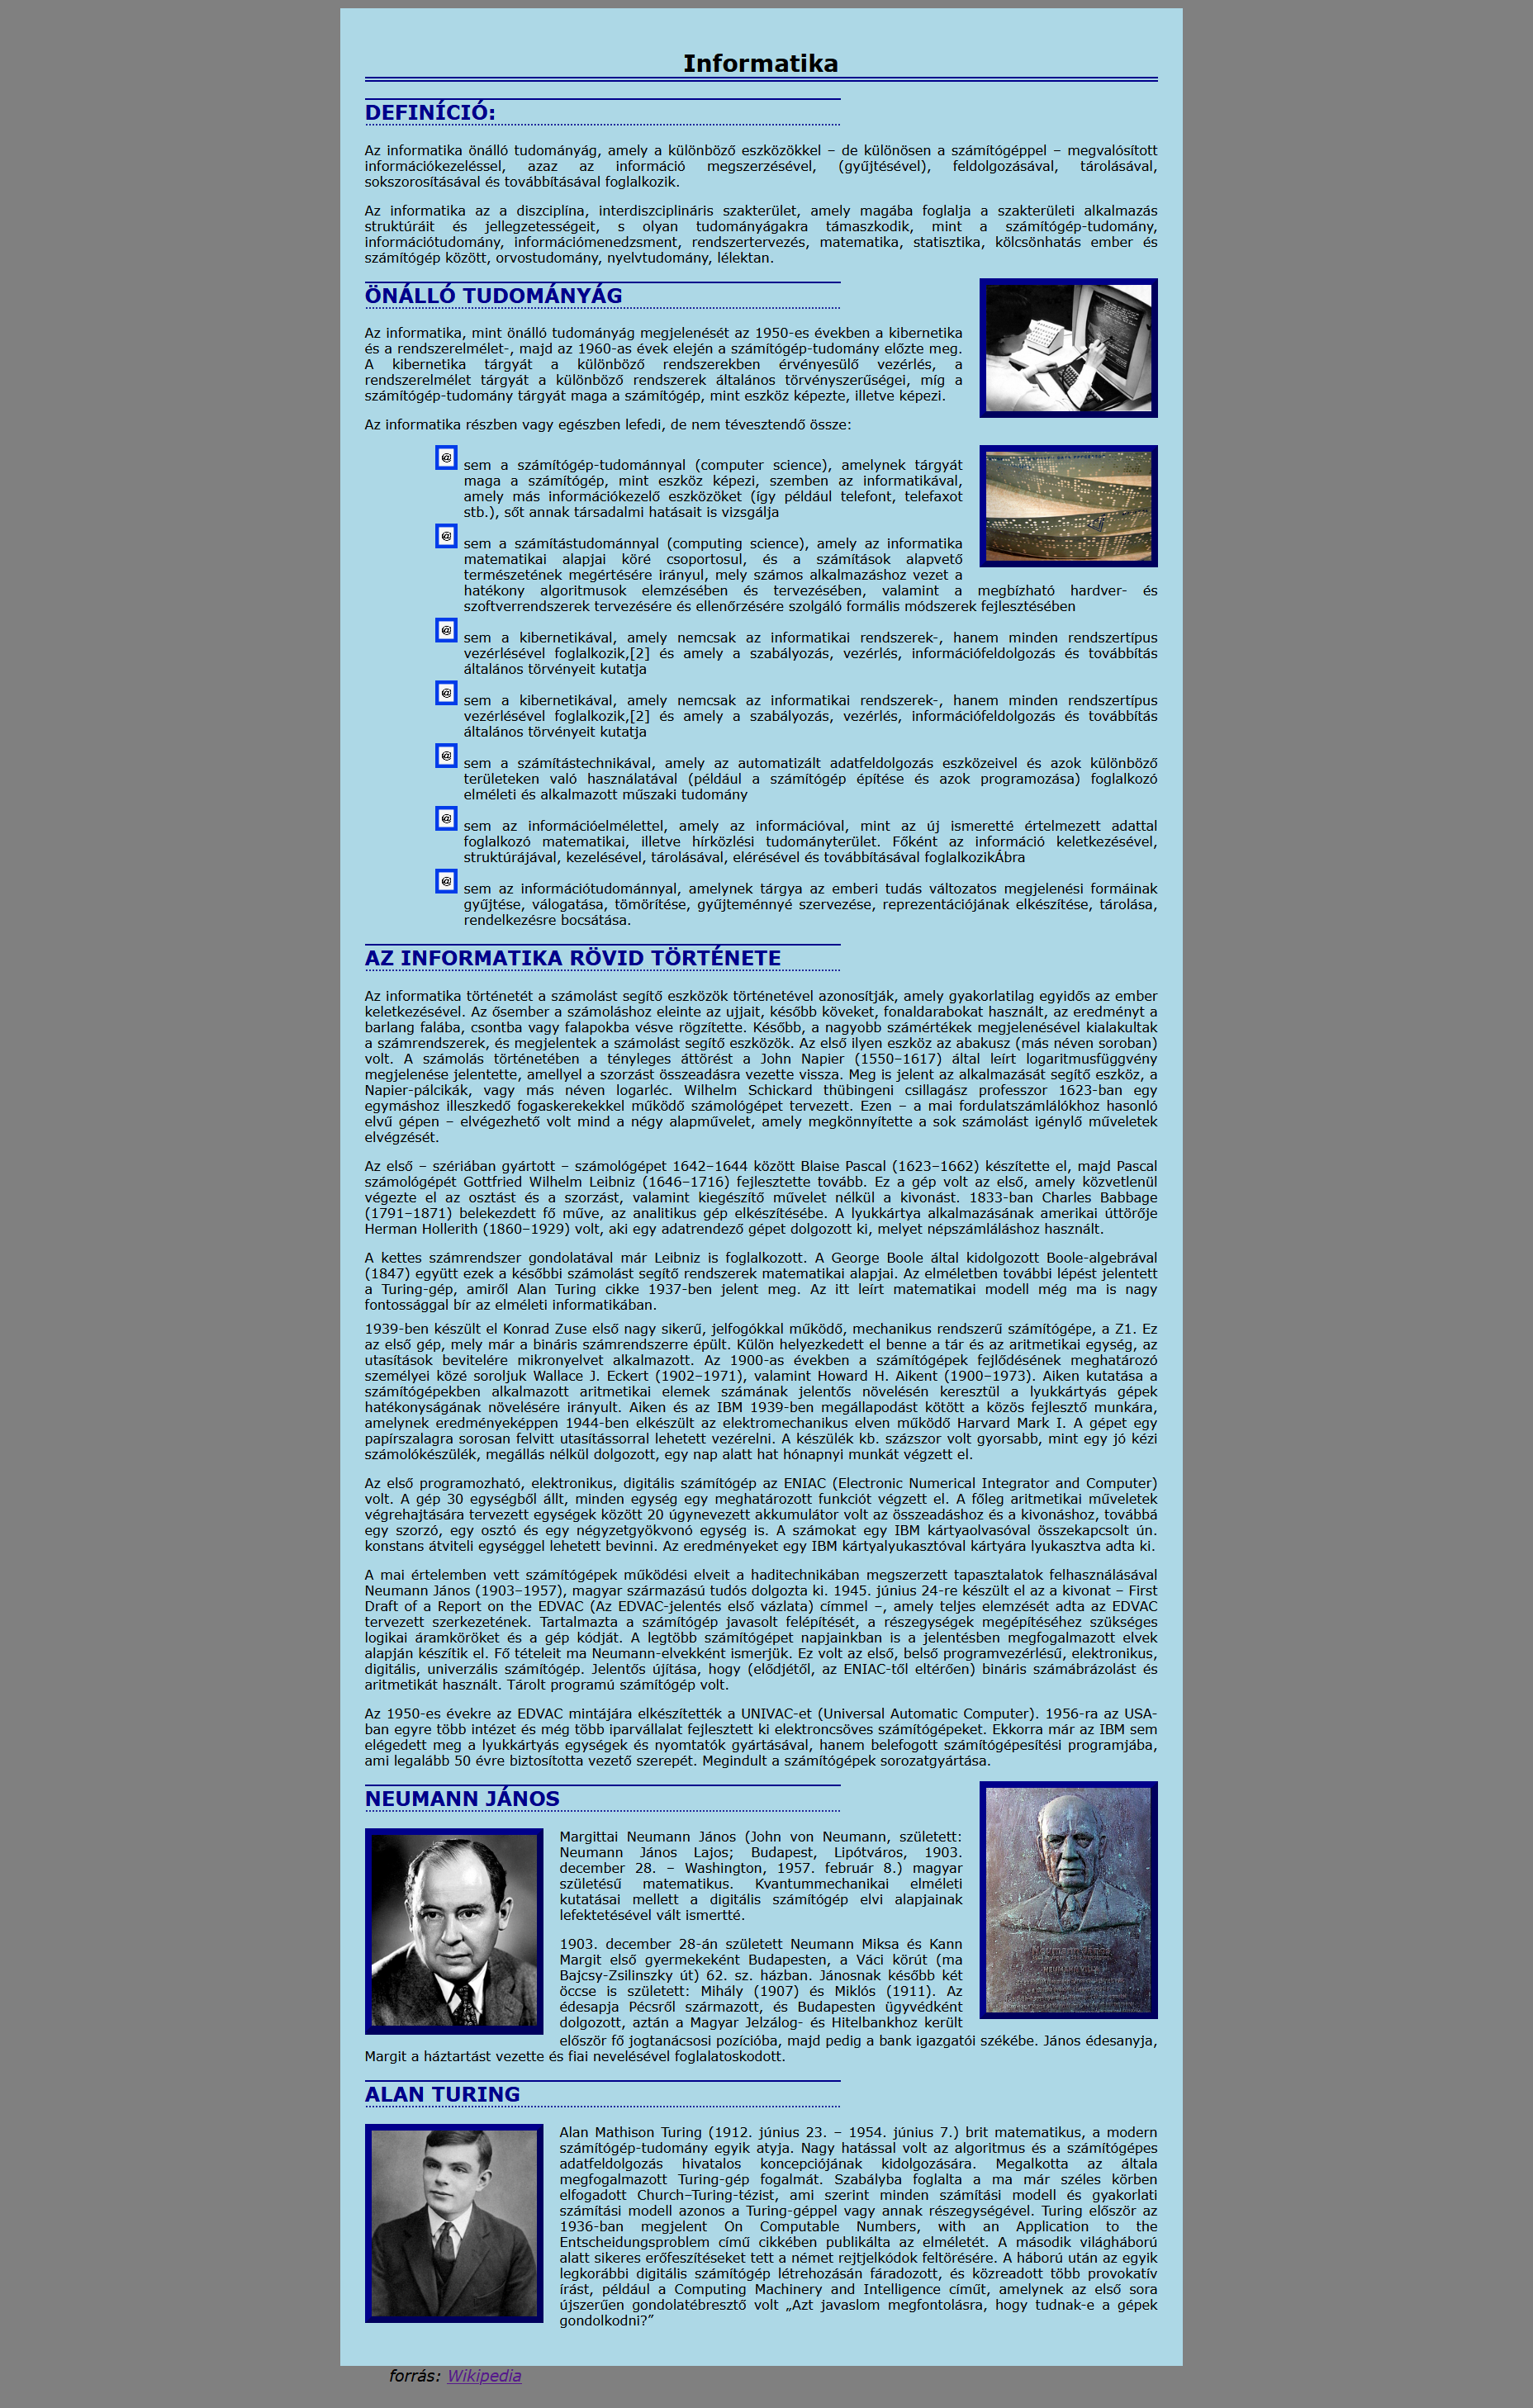 Informatika
DEFINÍCIÓ:
Az informatika önálló tudományág, amely a különböző eszközökkel – de különösen a számítógéppel – megvalósított
információkezeléssel, azaz az információ megszerzésével, (gyűjtésével), feldolgozásával, tárolásával,
sokszorosításával és továbbításával foglalkozik.
Az informatika az a diszciplína, interdiszciplináris szakterület, amely magába foglalja a szakterületi alkalmazás
struktúráit és jellegzetességeit, s olyan tudományágakra támaszkodik, mint a számítógép-tudomány,
információtudomány, információmenedzsment, rendszertervezés, matematika, statisztika, kölcsönhatás ember és
számítógép között, orvostudomány, nyelvtudomány, lélektan.
ÖNÁLLÓ TUDOMÁNYÁG
Az informatika, mint önálló tudományág megjelenését az 1950-es években a kibernetika
és a rendszerelmélet-, majd az 1960-as évek elején a számítógép-tudomány előzte meg.
A kibernetika tárgyát a különböző rendszerekben érvényesülő vezérlés, a
rendszerelmélet tárgyát a különböző rendszerek általános törvényszerűségei, míg a
számítógép-tudomány tárgyát maga a számítógép, mint eszköz képezte, illetve képezi.
Az informatika részben vagy egészben lefedi, de nem tévesztendő össze:
@ sem a számítógép-tudománnyal (computer science), amelynek tárgyát
maga a számítógép, mint eszköz képezi, szemben az informatikával,
amely más információkezelő eszközöket (így például telefont, telefaxot
stb.), sőt annak társadalmi hatásait is vizsgálja
@ sem a számítástudománnyal (computing science), amely az informatika
matematikai alapjai köré csoportosul, és a számítások alapvető
természetének megértésére irányul, mely számos alkalmazáshoz vezet a
hatékony algoritmusok elemzésében és tervezésében, valamint a megbízható hardver- és
szoftverrendszerek tervezésére és ellenőrzésére szolgáló formális módszerek fejlesztésében
@ sem a kibernetikával, amely nemcsak az informatikai rendszerek-, hanem minden rendszertípus
vezérlésével foglalkozik,[2] és amely a szabályozás, vezérlés, információfeldolgozás és továbbítás
általános törvényeit kutatja
@ sem a kibernetikával, amely nemcsak az informatikai rendszerek-, hanem minden rendszertípus
vezérlésével foglalkozik,[2] és amely a szabályozás, vezérlés, információfeldolgozás és továbbítás
általános törvényeit kutatja
@ sem a számítástechnikával, amely az automatizált adatfeldolgozás eszközeivel és azok különböző
területeken való használatával (például a számítógép építése és azok programozása) foglalkozó
elméleti és alkalmazott műszaki tudomány
@ sem az információelmélettel, amely az információval, mint az új ismeretté értelmezett adattal
foglalkozó matematikai, illetve hírközlési tudományterület. Főként az információ keletkezésével,
struktúrájával, kezelésével, tárolásával, elérésével és továbbításával foglalkozikÁbra
@ sem az információtudománnyal, amelynek tárgya az emberi tudás változatos megjelenési formáinak
gyűjtése, válogatása, tömörítése, gyűjteménnyé szervezése, reprezentációjának elkészítése, tárolása,
rendelkezésre bocsátása.
AZ INFORMATIKA RÖVID TÖRTÉNETE
Az informatika történetét a számolást segítő eszközök történetével azonosítják, amely gyakorlatilag egyidős az ember
keletkezésével. Az ősember a számoláshoz eleinte az ujjait, később köveket, fonaldarabokat használt, az eredményt a
barlang falába, csontba vagy falapokba vésve rögzítette. Később, a nagyobb számértékek megjelenésével kialakultak
a számrendszerek, és megjelentek a számolást segítő eszközök. Az első ilyen eszköz az abakusz (más néven soroban)
volt. A számolás történetében a tényleges áttörést a John Napier (1550–1617) által leírt logaritmusfüggvény
megjelenése jelentette, amellyel a szorzást összeadásra vezette vissza. Meg is jelent az alkalmazását segítő eszköz, a
Napier-pálcikák, vagy más néven logarléc. Wilhelm Schickard thübingeni csillagász professzor 1623-ban egy
egymáshoz illeszkedő fogaskerekekkel működő számológépet tervezett. Ezen – a mai fordulatszámlálókhoz hasonló
elvű gépen – elvégezhető volt mind a négy alapművelet, amely megkönnyítette a sok számolást igénylő műveletek
elvégzését.
Az első – szériában gyártott – számológépet 1642–1644 között Blaise Pascal (1623–1662) készítette el, majd Pascal
számológépét Gottfried Wilhelm Leibniz (1646–1716) fejlesztette tovább. Ez a gép volt az első, amely közvetlenül
végezte el az osztást és a szorzást, valamint kiegészítő művelet nélkül a kivonást. 1833-ban Charles Babbage
(1791–1871) belekezdett fő műve, az analitikus gép elkészítésébe. A lyukkártya alkalmazásának amerikai úttörője
Herman Hollerith (1860–1929) volt, aki egy adatrendező gépet dolgozott ki, melyet népszámláláshoz használt.
A kettes számrendszer gondolatával már Leibniz is foglalkozott. A George Boole által kidolgozott Boole-algebrával
(1847) együtt ezek a későbbi számolást segítő rendszerek matematikai alapjai. Az elméletben további lépést jelentett
a Turing-gép, amiről Alan Turing cikke 1937-ben jelent meg. Az itt leírt matematikai modell még ma is nagy
fontossággal bír az elméleti informatikában.
1939-ben készült el Konrad Zuse első nagy sikerű, jelfogókkal működő, mechanikus rendszerű számítógépe, a Z1. Ez
az első gép, mely már a bináris számrendszerre épült. Külön helyezkedett el benne a tár és az aritmetikai egység, az
utasítások bevitelére mikronyelvet alkalmazott. Az 1900-as években a számítógépek fejlődésének meghatározó
személyei közé soroljuk Wallace J. Eckert (1902–1971), valamint Howard H. Aikent (1900–1973). Aiken kutatása a
számítógépekben alkalmazott aritmetikai elemek számának jelentős növelésén keresztül a lyukkártyás gépek
hatékonyságának növelésére irányult. Aiken és az IBM 1939-ben megállapodást kötött a közös fejlesztő munkára,
amelynek eredményeképpen 1944-ben elkészült az elektromechanikus elven működő Harvard Mark I. A gépet egy
papírszalagra sorosan felvitt utasítássorral lehetett vezérelni. A készülék kb. százszor volt gyorsabb, mint egy jó kézi
számolókészülék, megállás nélkül dolgozott, egy nap alatt hat hónapnyi munkát végzett el.
Az első programozható, elektronikus, digitális számítógép az ENIAC (Electronic Numerical Integrator and Computer)
volt. A gép 30 egységből állt, minden egység egy meghatározott funkciót végzett el. A főleg aritmetikai műveletek
végrehajtására tervezett egységek között 20 úgynevezett akkumulátor volt az összeadáshoz és a kivonáshoz, továbbá
egy szorzó, egy osztó és egy négyzetgyökvonó egység is. A számokat egy IBM kártyaolvasóval összekapcsolt ún.
konstans átviteli egységgel lehetett bevinni. Az eredményeket egy IBM kártyalyukasztóval kártyára lyukasztva adta ki.
A mai értelemben vett számítógépek működési elveit a haditechnikában megszerzett tapasztalatok felhasználásával
Neumann János (1903–1957), magyar származású tudós dolgozta ki. 1945. június 24-re készült el az a kivonat – First
Draft of a Report on the EDVAC (Az EDVAC-jelentés első vázlata) címmel –, amely teljes elemzését adta az EDVAC
tervezett szerkezetének. Tartalmazta a számítógép javasolt felépítését, a részegységek megépítéséhez szükséges
logikai áramköröket és a gép kódját. A legtöbb számítógépet napjainkban is a jelentésben megfogalmazott elvek
alapján készítik el. Fő tételeit ma Neumann-elvekként ismerjük. Ez volt az első, belső programvezérlésű, elektronikus,
digitális, univerzális számítógép. Jelentős újítása, hogy (elődjétől, az ENIAC-től eltérően) bináris számábrázolást és
aritmetikát használt. Tárolt programú számítógép volt.
Az 1950-es évekre az EDVAC mintájára elkészítették a UNIVAC-et (Universal Automatic Computer). 1956-ra az USA-
ban egyre több intézet és még több iparvállalat fejlesztett ki elektroncsöves számítógépeket. Ekkorra már az IBM sem
elégedett meg a lyukkártyás egységek és nyomtatók gyártásával, hanem belefogott számítógépesítési programjába,
ami legalább 50 évre biztosította vezető szerepét. Megindult a számítógépek sorozatgyártása.
NEUMANN JÁNOS
Margittai Neumann János (John von Neumann, született:
Neumann János Lajos; Budapest, Lipótváros, 1903.
december 28. – Washington, 1957. február 8.) magyar
születésű matematikus. Kvantummechanikai elméleti
kutatásai mellett a digitális számítógép elvi alapjainak
lefektetésével vált ismertté.
1903. december 28-án született Neumann Miksa és Kann
Margit első gyermekeként Budapesten, a Váci körút (ma
Bajcsy-Zsilinszky út) 62. sz. házban. Jánosnak később két
öccse is született: Mihály (1907) és Miklós (1911). Az
édesapja Pécsről származott, és Budapesten ügyvédként
dolgozott, aztán a Magyar Jelzálog- és Hitelbankhoz került
először fő jogtanácsosi pozícióba, majd pedig a bank igazgatói székébe. János édesanyja,
Margit a háztartást vezette és fiai nevelésével foglalatoskodott.
ALAN TURING
Alan Mathison Turing (1912. június 23. – 1954. június 7.) brit matematikus, a modern
számítógép-tudomány egyik atyja. Nagy hatással volt az algoritmus és a számítógépes
adatfeldolgozás hivatalos koncepciójának kidolgozására. Megalkotta az általa
megfogalmazott Turing-gép fogalmát. Szabályba foglalta a ma már széles körben
elfogadott Church–Turing-tézist, ami szerint minden számítási modell és gyakorlati
számítási modell azonos a Turing-géppel vagy annak részegységével. Turing először az
1936-ban megjelent On Computable Numbers, with an Application to the
Entscheidungsproblem című cikkében publikálta az elméletét. A második világháború
alatt sikeres erőfeszítéseket tett a német rejtjelkódok feltörésére. A háború után az egyik
legkorábbi digitális számítógép létrehozásán fáradozott, és közreadott több provokatív
írást, például a Computing Machinery and Intelligence címűt, amelynek az első sora
újszerűen gondolatébresztő volt „Azt javaslom megfontolásra, hogy tudnak-e a gépek
gondolkodni?”
forrás: Wikipedia